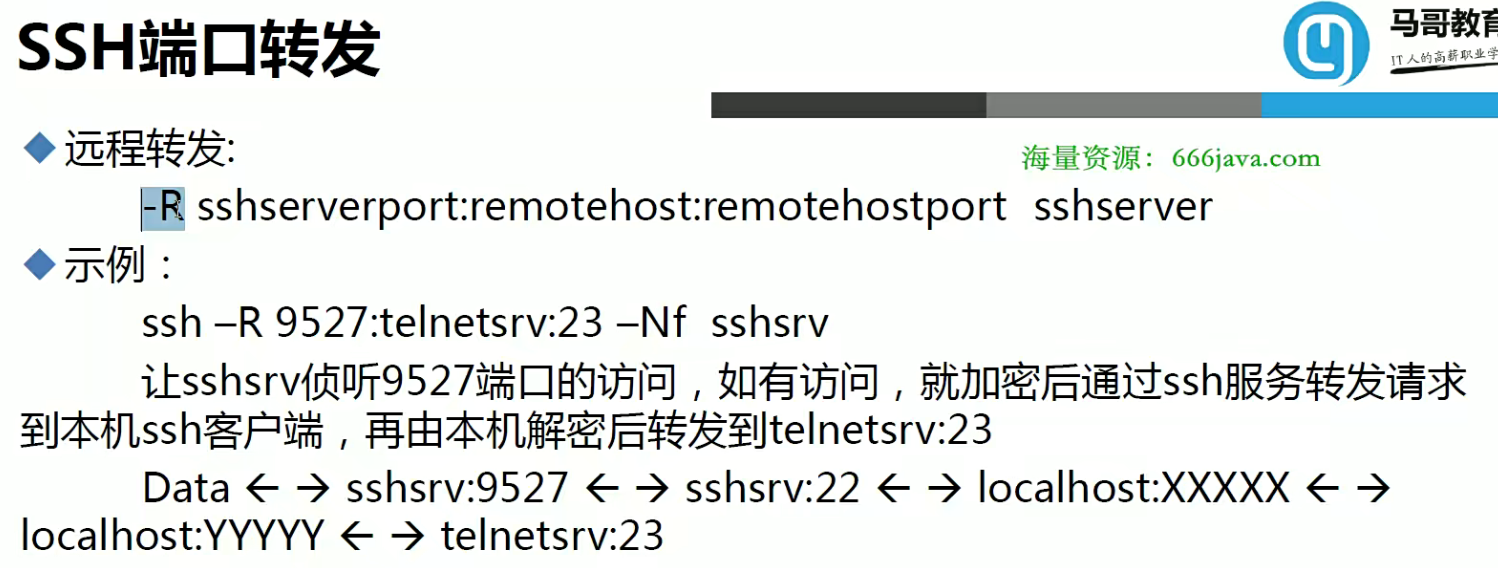 SSH端口转发
马哥教育
IT人的高薪职业学
远程转发:
海量资源：666java.com
-R sshserverport:remotehost:remotehostport sshserver
示例：
ssh –R 9527:telnetsrv:23 –Nf sshsrv
让sshsrv侦听9527端口的访问，如有访问，就加密后通过ssh服务转发请求
到本机ssh客户端，再由本机解密后转发到telnetsrv:23
Data ← → sshsrv:9527 ← → sshsrv:22 ← → localhost:XXXXX ← →
localhost:YYYYY ← → telnetsrv:23